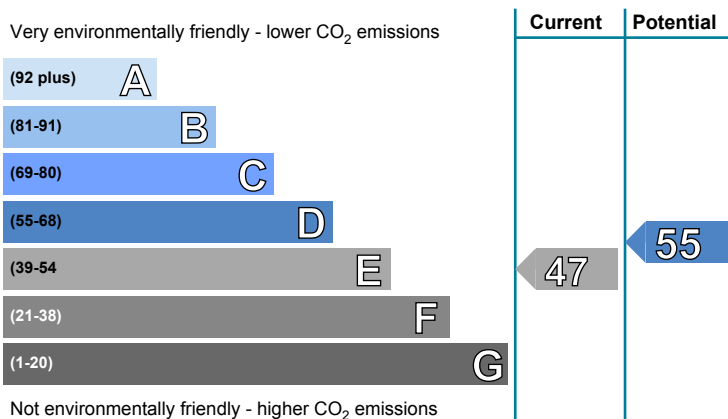 Current Potential
Very environmentally friendly - lower CO2 emissions
(92 plus) A
(81-91) B
(69-80) C
(55-68) D
55
(39-54 E
47
(21-38) F
(1-20) G
Not environmentally friendly - higher CO2 emissions